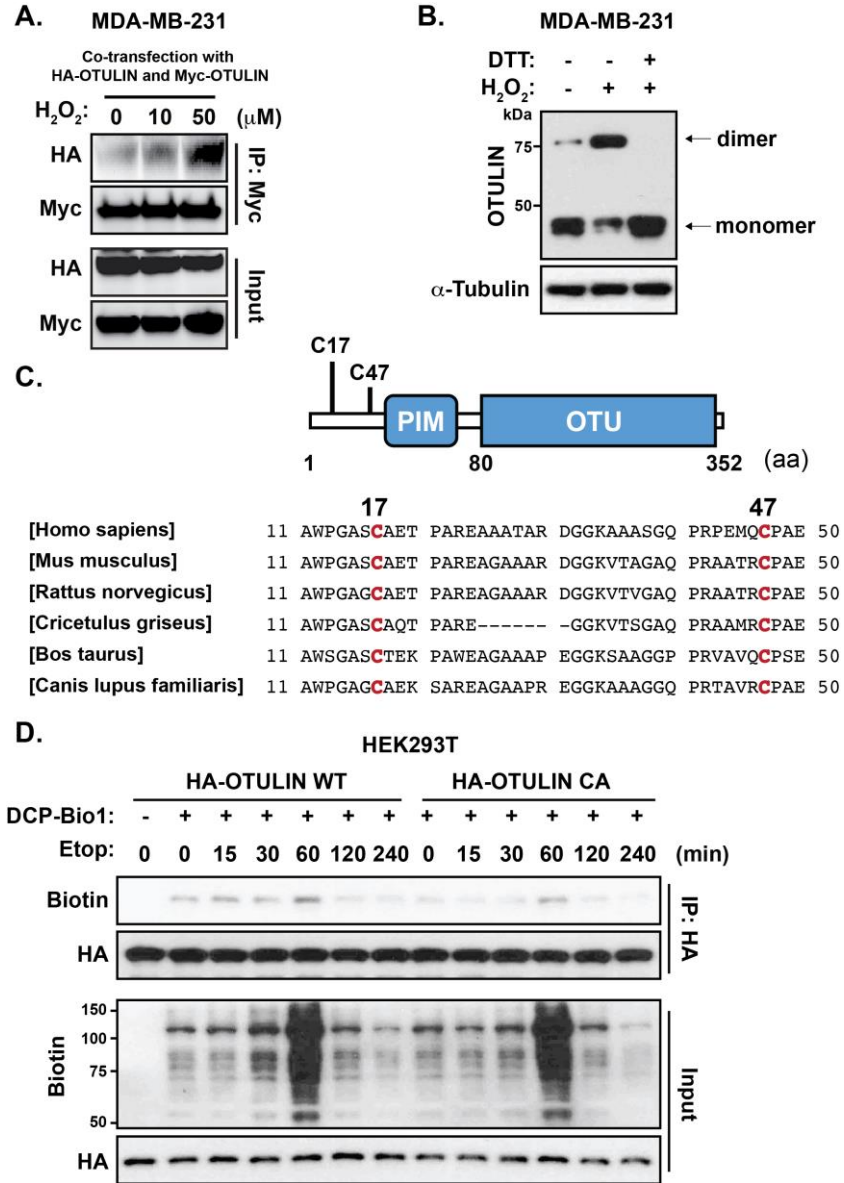 A.
MDA-MB-231
Co-transfection with
HA-OTULIN and Myc-OTULIN
H2O2: 0 10 50 (μM)
HA
Myc
IP: Myc
HA
Myc
Input
B.
MDA-MB-231
DTT: - - +
H2O2: - + +
kDa
75
50
OTULIN
dimer
monomer
α-Tubulin
C.
C17
C47
PIM OTU
1 80 352 (aa)
17 47
[Homo sapiens] 11 AWPGASCAET PAREAAATAR DGGKAAASGQ PRPEMQCPAE 50
[Mus musculus] 11 AWPGASCAET PAREAGAAAR DGGKVTAGAQ PRAATRCPAE 50
[Rattus norvegicus] 11 AWPGAGCAET PAREAGAAAR DGGKVTVGAQ PRAATRCPAE 50
[Cricetulus griseus] 11 AWPGASCAQT PARE------ -GGKVTSGAQ PRAAMRCPAE 50
[Bos taurus] 11 AWSGASCTEK PAWEAGAAAP EGGKSAAGGP PRVAVQCPSE 50
[Canis lupus familiaris] 11 AWPGAGCAEK SAREAGAAPR EGGKAAAGGQ PRTAVRCPAE 50
D.
HEK293T
HA-OTULIN WT HA-OTULIN CA
DCP-Bio1: - + + + + + + + + + + + +
Etop: 0 0 15 30 60 120 240 0 15 30 60 120 240 (min)
Biotin
HA
IP: HA
150
100
75
50
Biotin
HA
Input